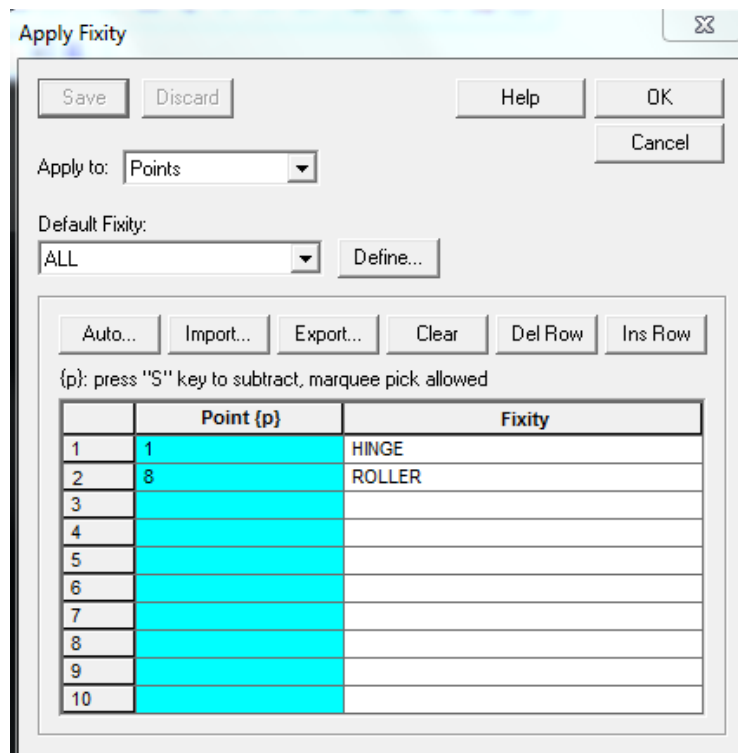 Apply Fixity
Save Discard Help OK
Cancel
Apply to: Points
Default Fixity:
ALL Define...
Auto... Import... Export... Clear Del Row Ins Row
{p}: press "S" key to subtract, marquee pick allowed
Point {p} Fixity
1 1 HINGE
2 8 ROLLER
3
4
5
6
7
8
9
10